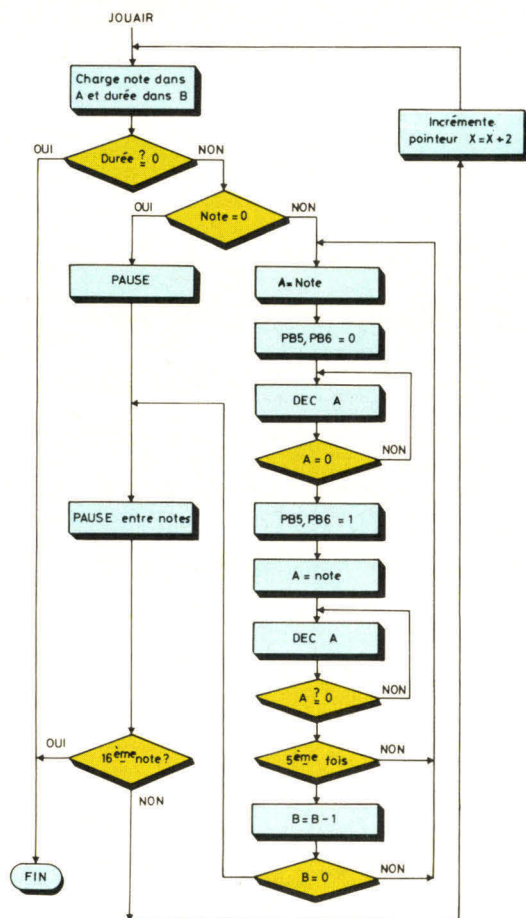 JOUAIR
Charge note dans
A et durée dans B
Incrémente
pointeur X=X+2
OUI
Durée ?= 0
NON
OUI
Note = 0
NON
PAUSE
A = Note
PB5, PB6 = 0
DEC A
A = 0
NON
PB5, PB6 = 1
PAUSE entre notes
A = note
DEC A
A ?= 0
NON
OUI
16ème note?
NON
5ème fois
NON
B = B - 1
FIN
B = 0
NON